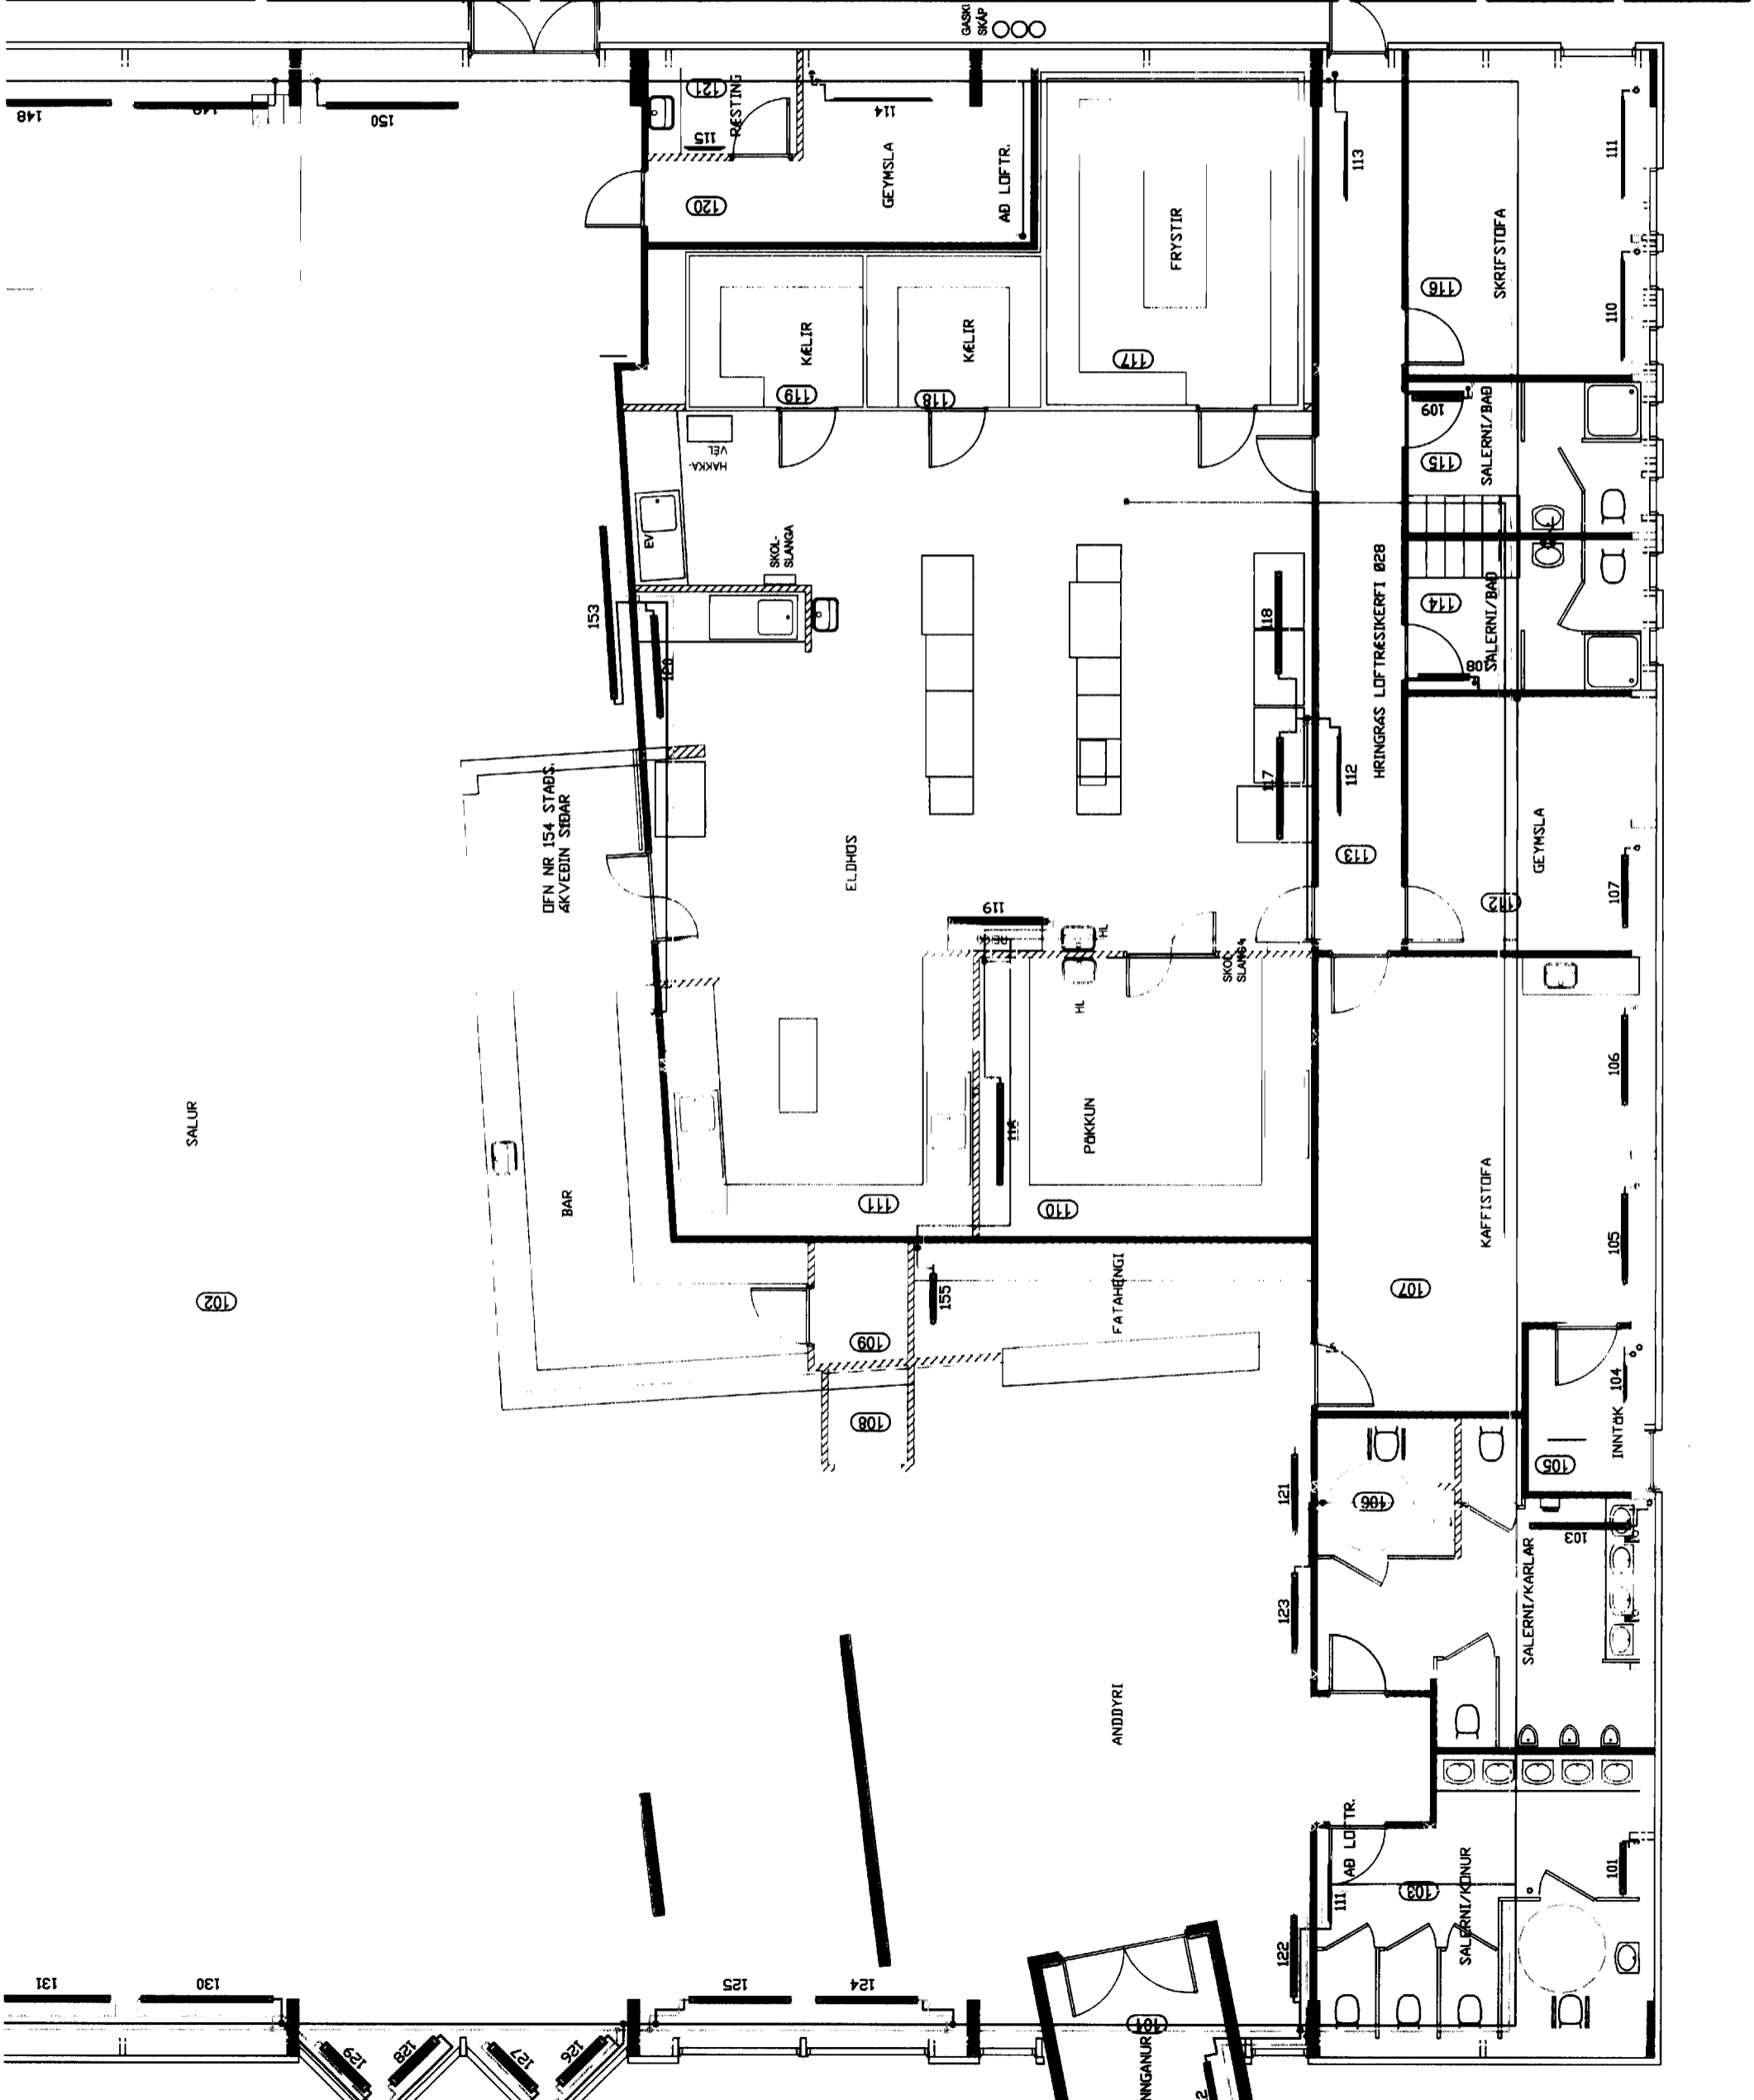 GASKI
SKÁP
148
149
150
121
RÆSTING
115
114
120
GEYMSLA
AÐ LOFTR.
FRYSTIR
113
111
SKRIFSTOFA
116
110
KÆLIR
KÆLIR
119
118
117
109
SALERNI/BAÐ
115
HAKKA-
VÉL
EV
SKOL-
SLANGA
153
120
118
HRINGRÁS LOFTRÆSIKERFI 028
114
SALERNI/BAÐ
108
OFN NR 154 STAÐS.
ÁKVEÐIN SÍÐAR
117
112
113
GEYMSLA
107
112
ELDHÚS
119
HL
HL
SKOL-
SLANGA
SALUR
102
BAR
111
116
PÖKKUN
110
106
KAFFISTOFA
105
107
155
FATAHENGI
109
108
104
INNTÖK
105
121
106
103
123
SALERNI/KARLAR
ANDDYRI
AÐ LOFTR.
111
103
SALERNI/KONUR
101
122
131
130
125
124
129
128
127
126
101